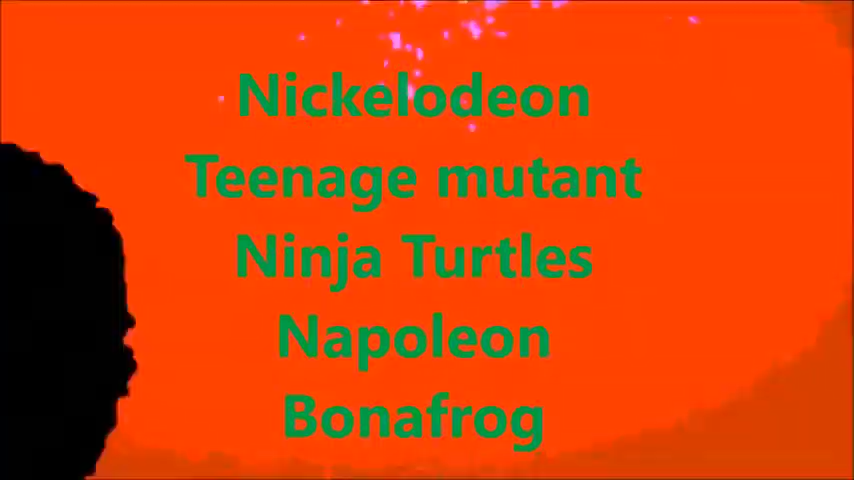 Nickelodeon
Teenage mutant
Ninja Turtles
Napoleon
Bonafrog